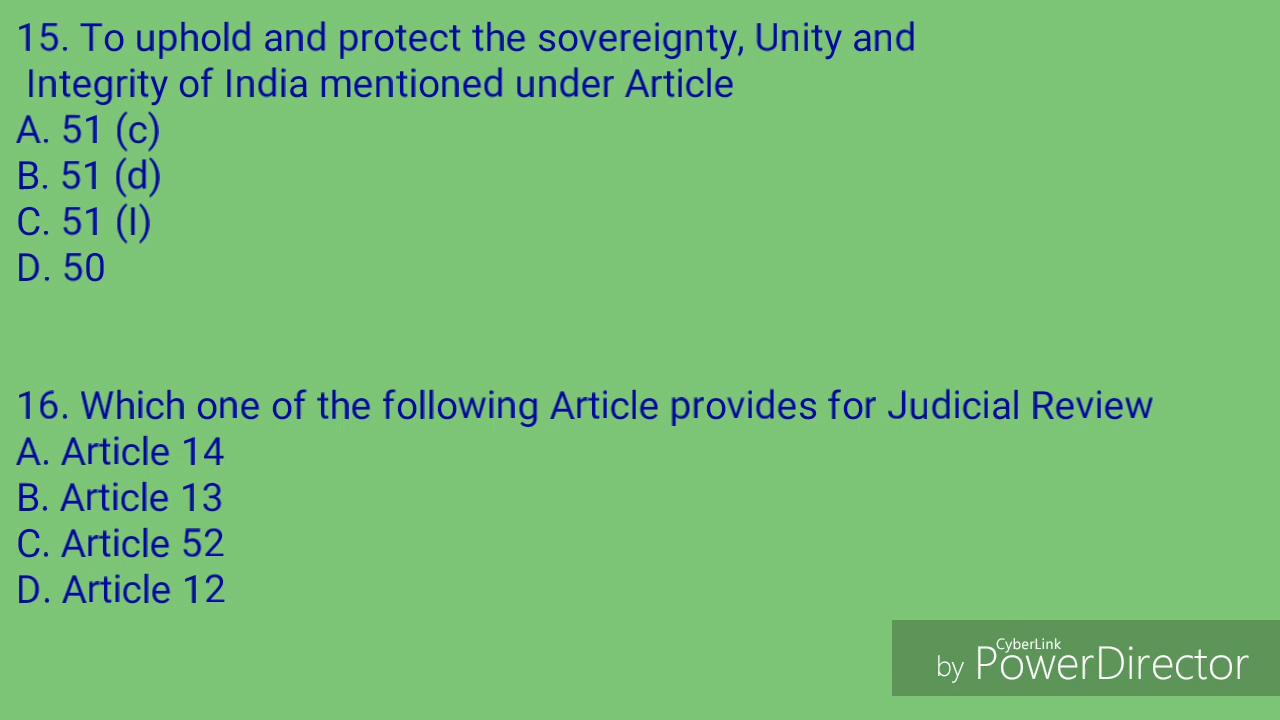 15. To uphold and protect the sovereignty, Unity and
Integrity of India mentioned under Article
A. 51 (c)
B. 51 (d)
C. 51 (I)
D. 50
16. Which one of the following Article provides for Judicial Review
A. Article 14
B. Article 13
C. Article 52
D. Article 12
CyberLink
by PowerDirector